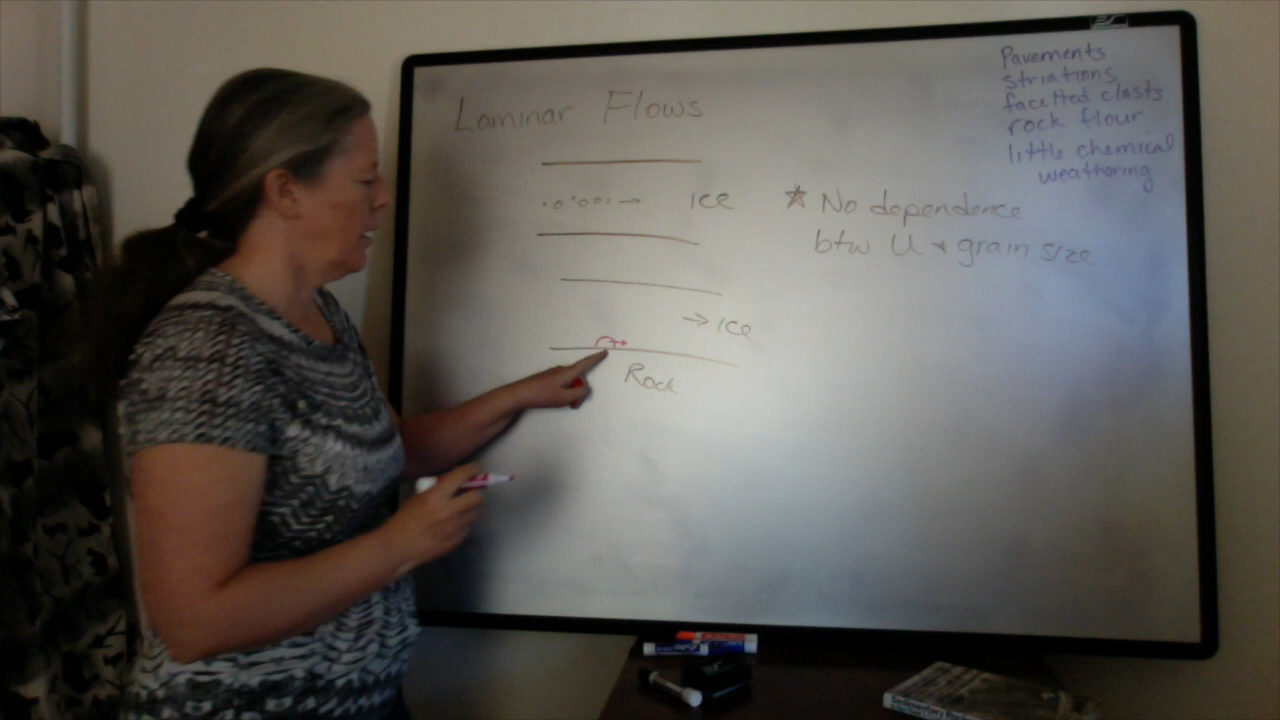 Laminar Flows
Ice
→ Ice
Rock
* No dependence
btw U + grain size
Pavements
striations
facetted clasts
rock flour
little chemical
weathering